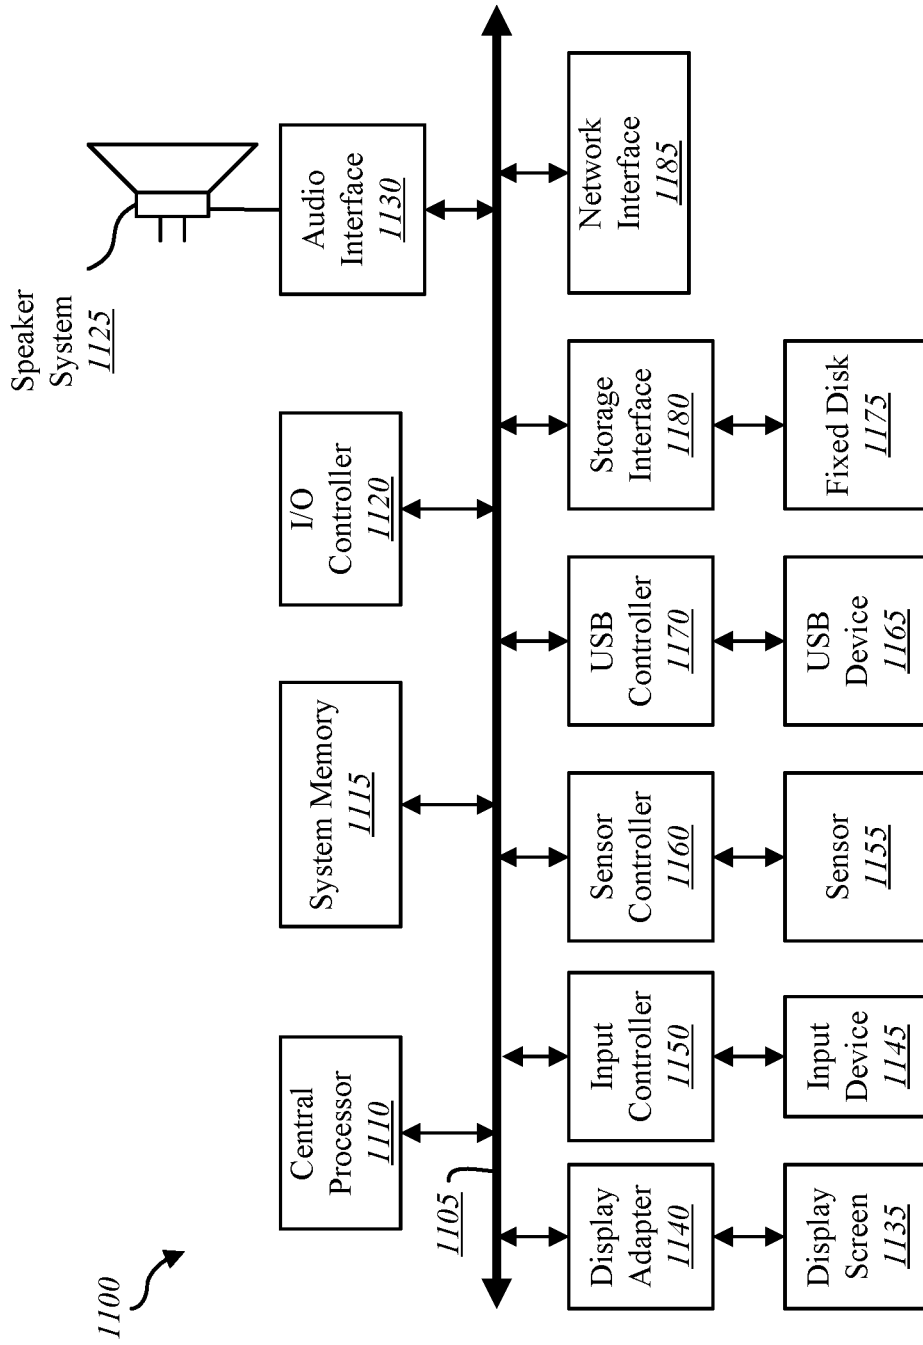 1100
Speaker
System
1125
Central
Processor
1110
System Memory
1115
I/O
Controller
1120
Audio
Interface
1130
1105
Display
Adapter
1140
Input
Controller
1150
Sensor
Controller
1160
USB
Controller
1170
Storage
Interface
1180
Network
Interface
1185
Display
Screen
1135
Input
Device
1145
Sensor
1155
USB
Device
1165
Fixed Disk
1175